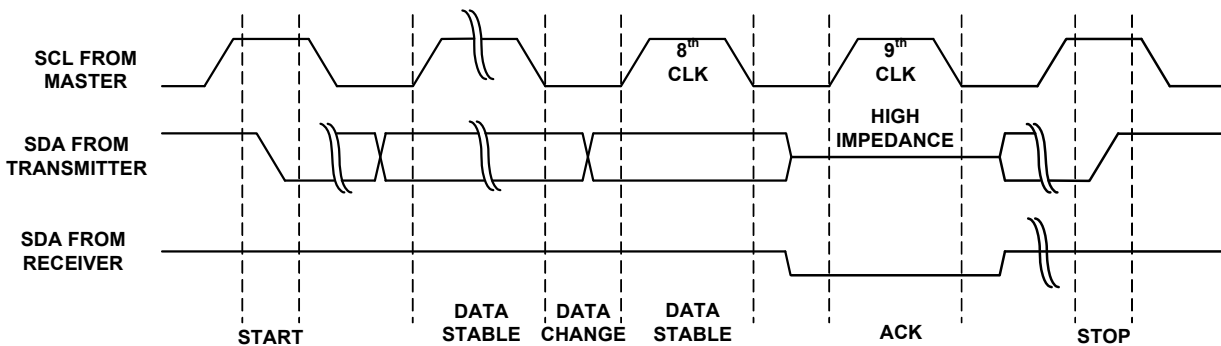 SCL FROM
MASTER
8th
CLK
9th
CLK
SDA FROM
TRANSMITTER
HIGH
IMPEDANCE
SDA FROM
RECEIVER
START
DATA
STABLE
DATA
CHANGE
DATA
STABLE
ACK
STOP